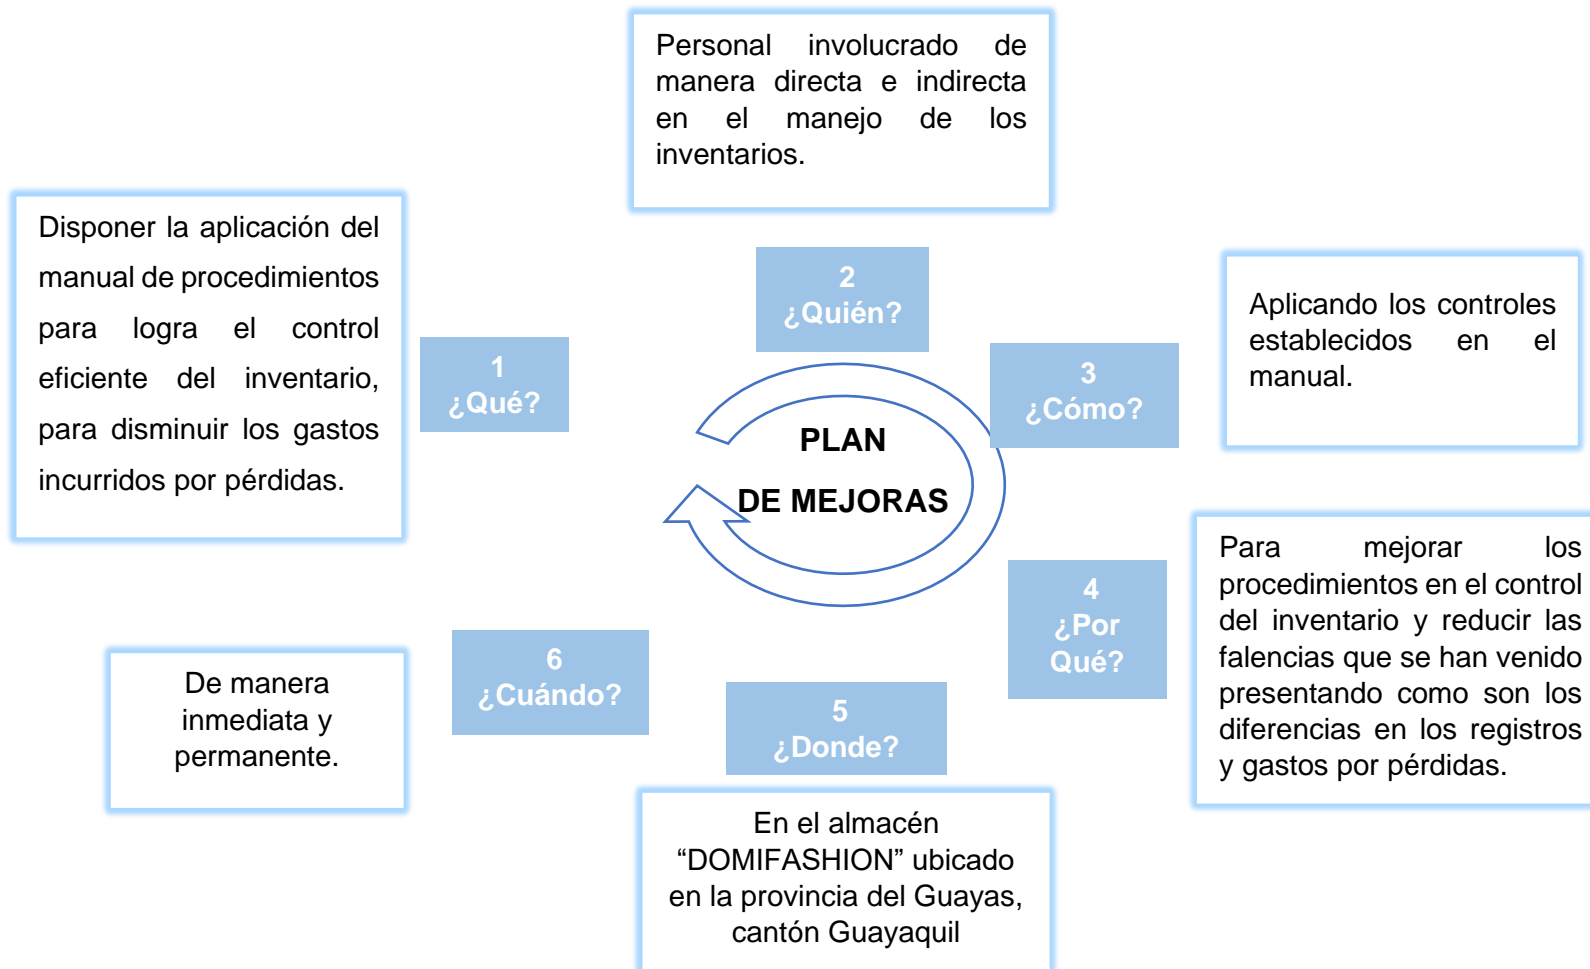 Personal involucrado de
manera directa e indirecta
en el manejo de los
inventarios.
Disponer la aplicación del
manual de procedimientos
para logra el control
eficiente del inventario,
para disminuir los gastos
incurridos por pérdidas.
1
¿Qué?
2
¿Quién?
3
¿Cómo?
Aplicando los controles
establecidos en el
manual.
PLAN
DE MEJORAS
4
¿Por
Qué?
Para mejorar los
procedimientos en el control
del inventario y reducir las
falencias que se han venido
presentando como son los
diferencias en los registros
y gastos por pérdidas.
5
¿Donde?
En el almacén
“DOMIFASHION” ubicado
en la provincia del Guayas,
cantón Guayaquil
6
¿Cuándo?
De manera
inmediata y
permanente.